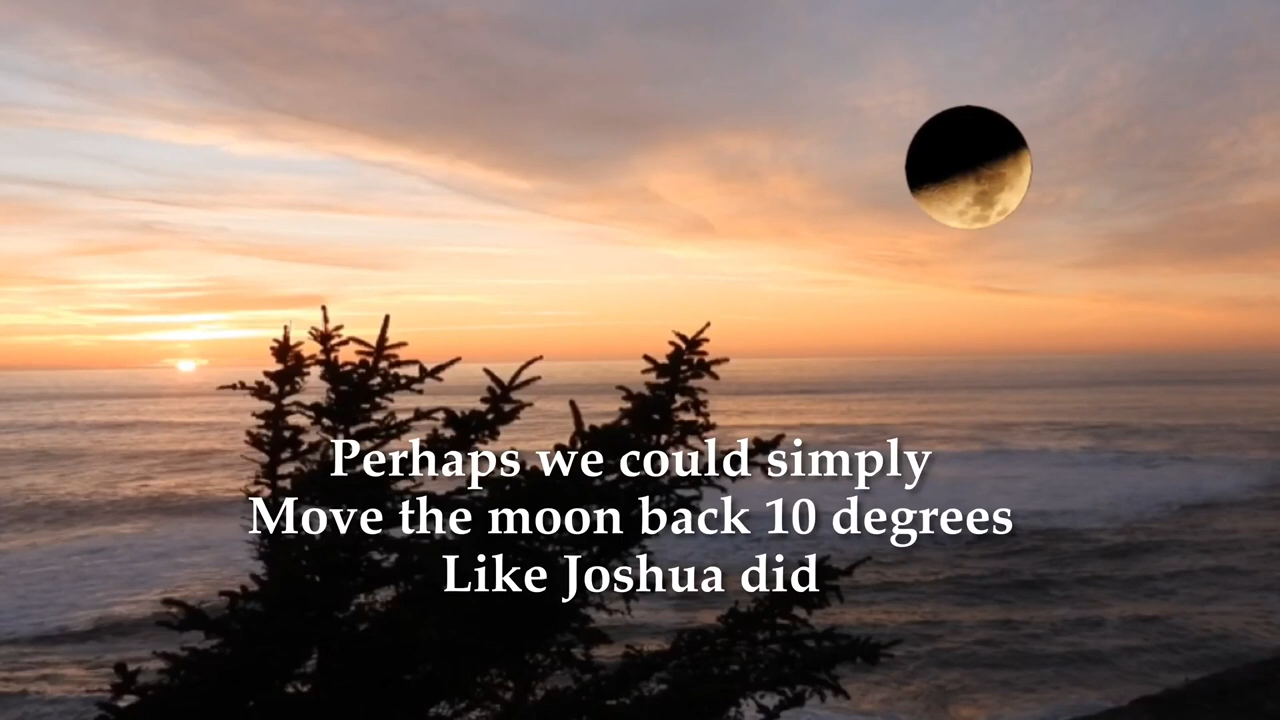 Perhaps we could simply
Move the moon back 10 degrees
Like Joshua did